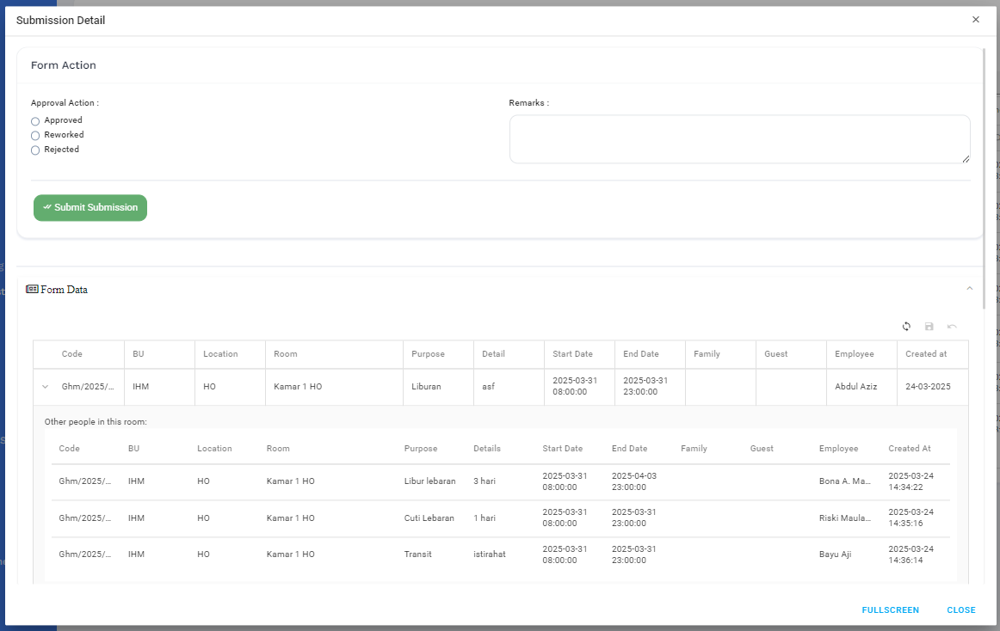 Submission Detail
Form Action
Approval Action :
Remarks :
Approved
Reworked
Rejected
Submit Submission
Form Data
Code BU Location Room Purpose Detail Start Date End Date Family Guest Employee Created at
Ghm/2025/... IHM HO Kamar 1 HO Liburan asf 2025-03-31 08:00:00 2025-03-31 23:00:00 Abdul Aziz 24-03-2025
Other people in this room:
Code BU Location Room Purpose Details Start Date End Date Family Guest Employee Created At
Ghm/2025/... IHM HO Kamar 1 HO Libur lebaran 3 hari 2025-03-31 08:00:00 2025-04-03 23:00:00 Bona A. Ma... 2025-03-24 14:34:22
Ghm/2025/... IHM HO Kamar 1 HO Cuti Lebaran 1 hari 2025-03-31 08:00:00 2025-03-31 23:00:00 Riski Maula... 2025-03-24 14:35:16
Ghm/2025/... IHM HO Kamar 1 HO Transit istirahat 2025-03-31 08:00:00 2025-03-31 23:00:00 Bayu Aji 2025-03-24 14:36:14
FULLSCREEN CLOSE